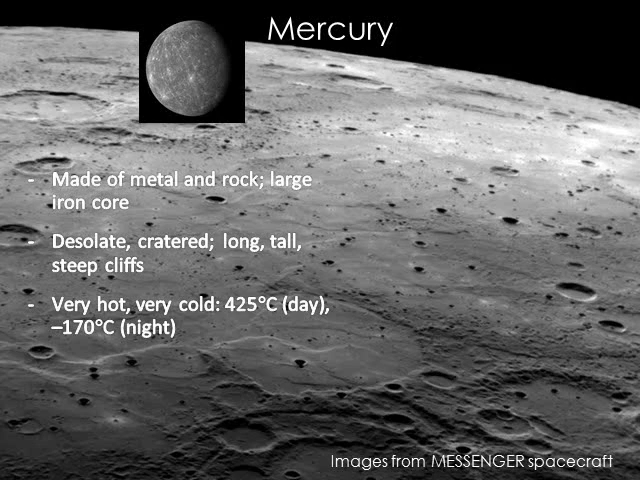 Mercury
- Made of metal and rock; large
iron core
- Desolate, cratered; long, tall,
steep cliffs
- Very hot, very cold: 425°C (day),
–170°C (night)
Images from MESSENGER spacecraft